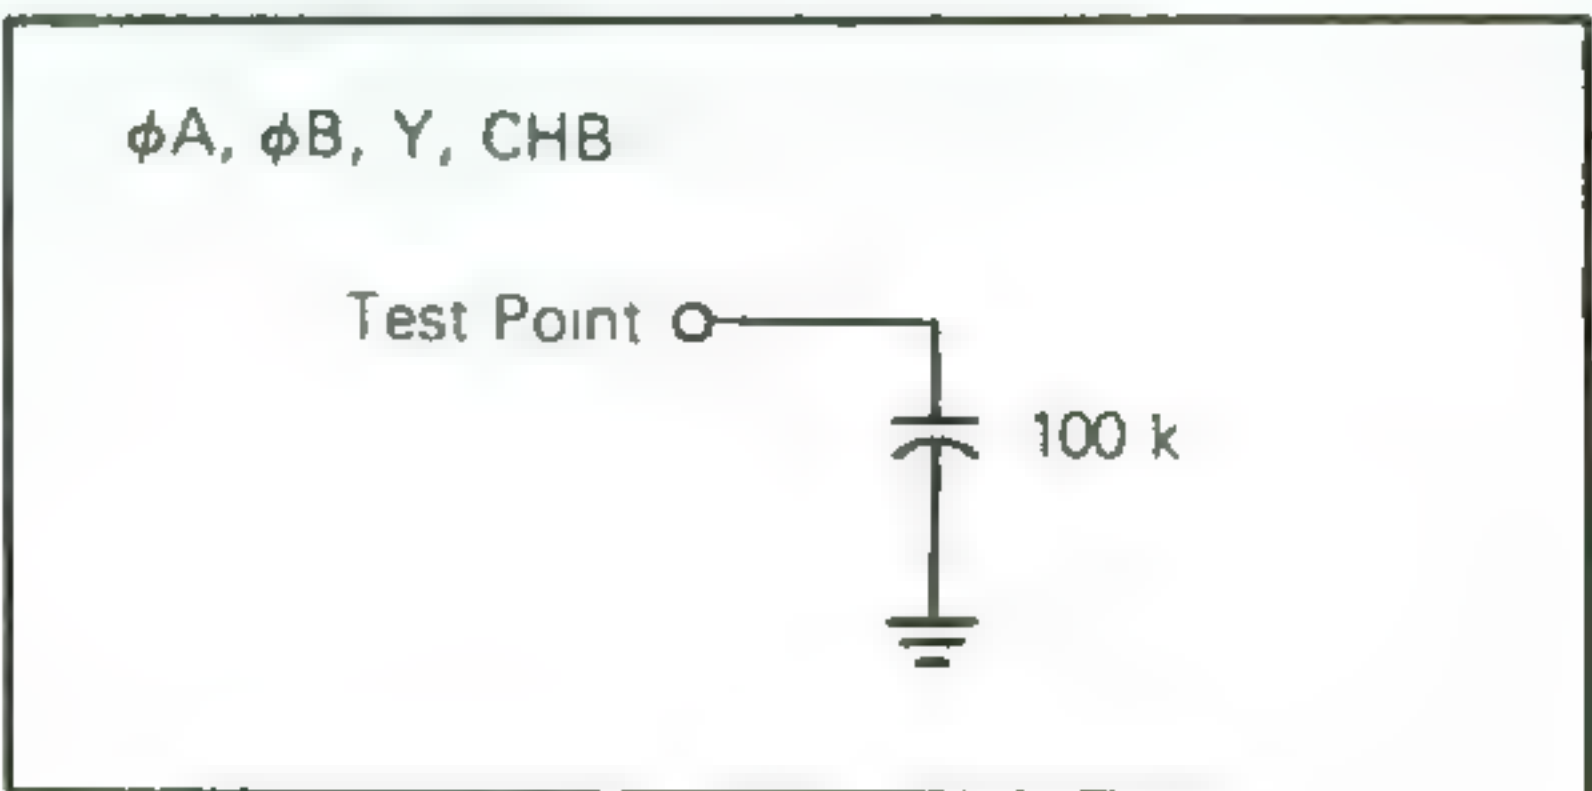 ϕA, ϕB, Y, CHB
Test Point
100 k